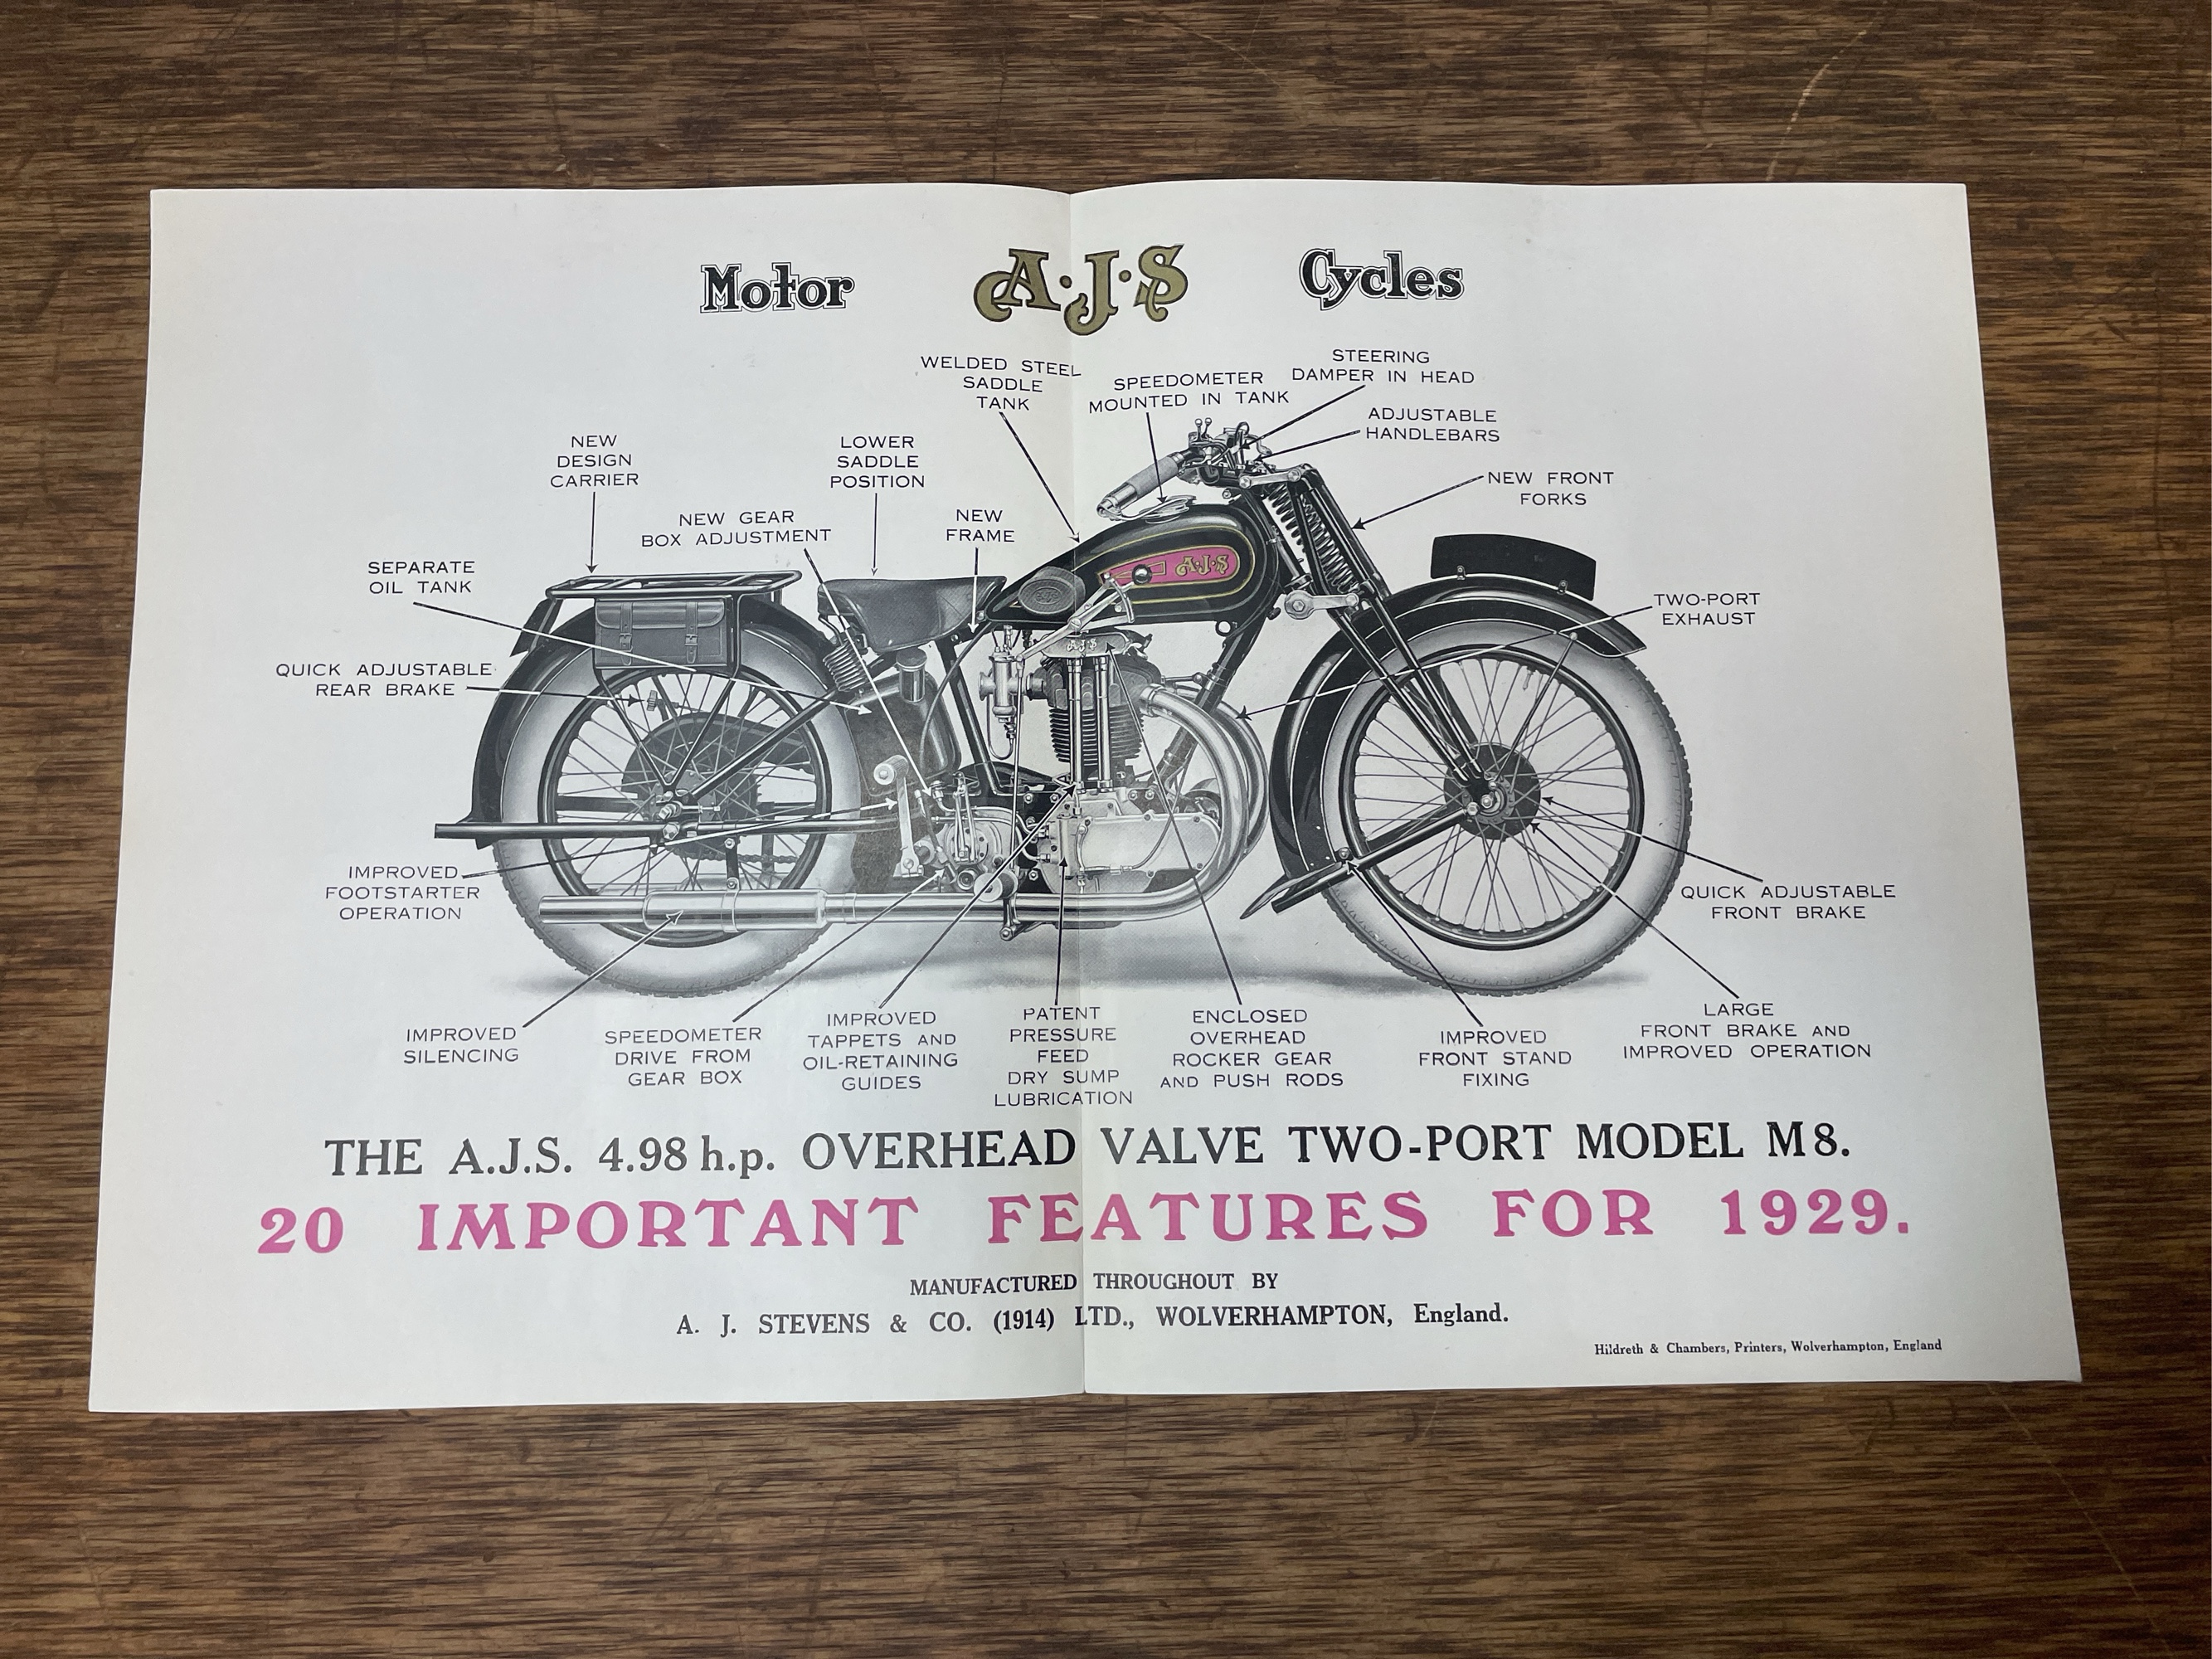 Motor A·J·S Cycles
WELDED STEEL
SADDLE
TANK
SPEEDOMETER
MOUNTED IN TANK
STEERING
DAMPER IN HEAD
ADJUSTABLE
HANDLEBARS
NEW
DESIGN
CARRIER
LOWER
SADDLE
POSITION
NEW FRONT
FORKS
NEW GEAR
BOX ADJUSTMENT
NEW
FRAME
SEPARATE
OIL TANK
A·J·S
TWO-PORT
EXHAUST
A·J·S
QUICK ADJUSTABLE
REAR BRAKE
IMPROVED
FOOTSTARTER
OPERATION
QUICK ADJUSTABLE
FRONT BRAKE
IMPROVED
SILENCING
SPEEDOMETER
DRIVE FROM
GEAR BOX
IMPROVED
TAPPETS AND
OIL-RETAINING
GUIDES
PATENT
PRESSURE
FEED
DRY SUMP
LUBRICATION
ENCLOSED
OVERHEAD
ROCKER GEAR
AND PUSH RODS
IMPROVED
FRONT STAND
FIXING
LARGE
FRONT BRAKE AND
IMPROVED OPERATION
THE A.J.S. 4.98 h.p. OVERHEAD VALVE TWO-PORT MODEL M8.
20 IMPORTANT FEATURES FOR 1929.
MANUFACTURED THROUGHOUT BY
A. J. STEVENS & CO. (1914) LTD., WOLVERHAMPTON, England.
Hildreth & Chambers, Printers, Wolverhampton, England